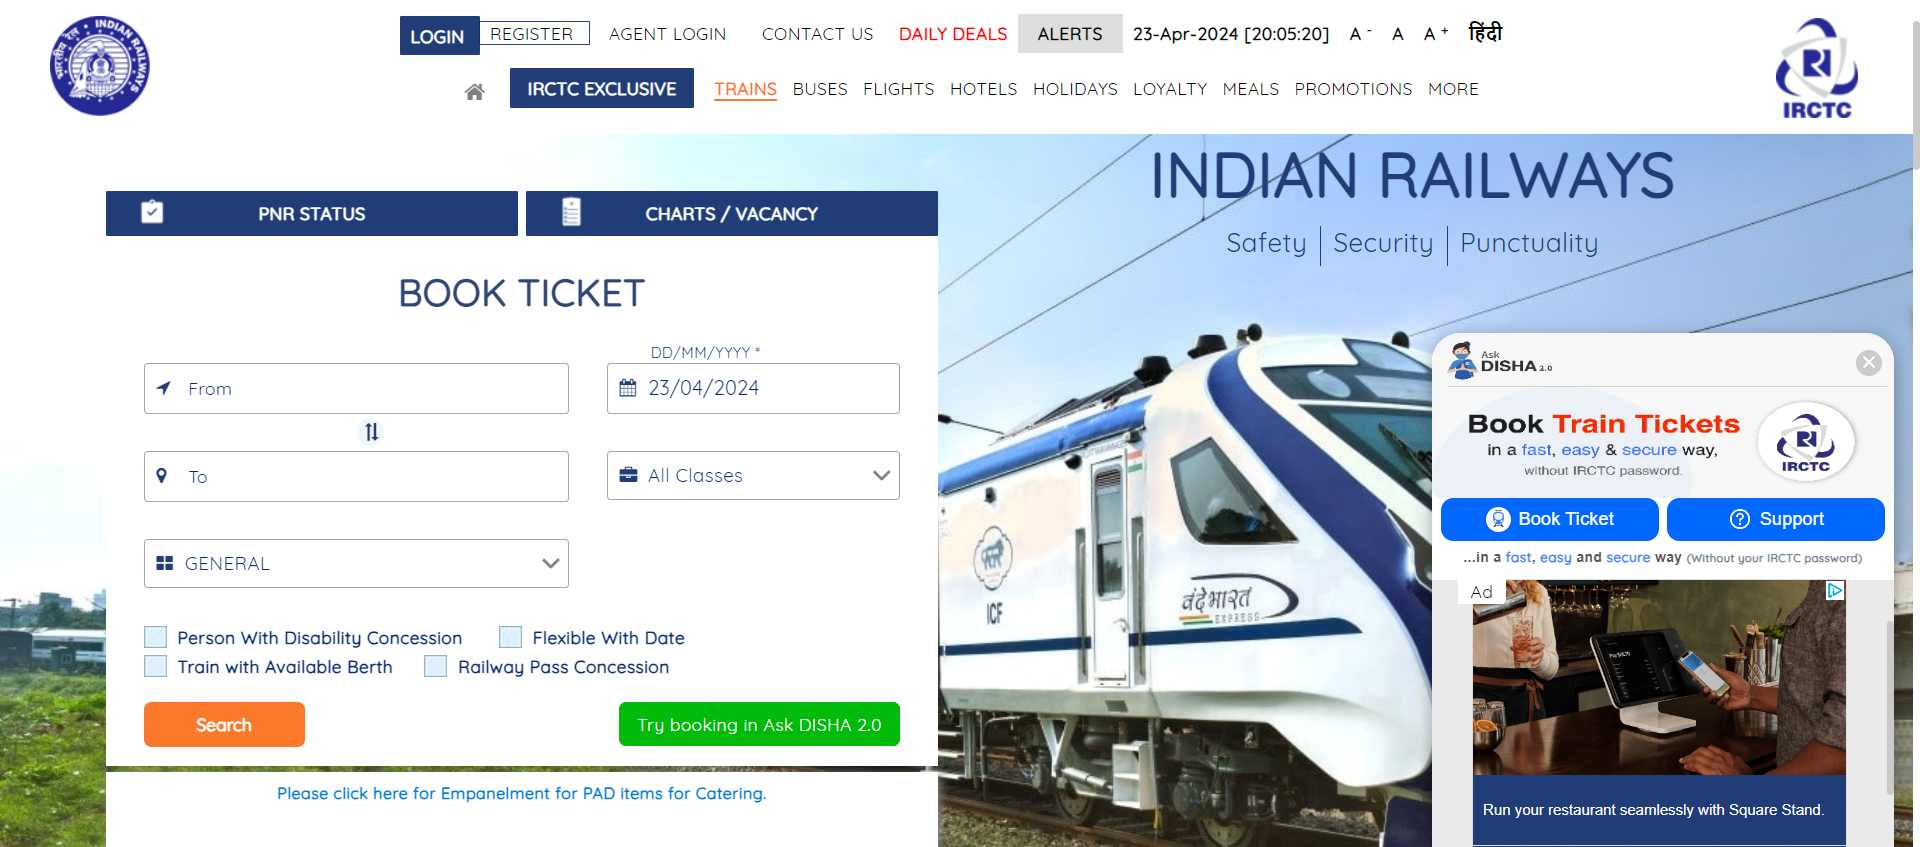 INDIAN RAILWAYS
भारतीय रेल
LOGIN REGISTER AGENT LOGIN CONTACT US DAILY DEALS ALERTS 23-Apr-2024 [20:05:20] A - A A + हिंदी
IRCTC EXCLUSIVE TRAINS BUSES FLIGHTS HOTELS HOLIDAYS LOYALTY MEALS PROMOTIONS MORE
IRCTC
PNR STATUS
CHARTS / VACANCY
BOOK TICKET
DD/MM/YYYY *
From
23/04/2024
To
All Classes
GENERAL
Person With Disability Concession
Flexible With Date
Train with Available Berth
Railway Pass Concession
Search
Try booking in Ask DISHA 2.0
Please click here for Empanelment for PAD items for Catering.
INDIAN RAILWAYS
Safety | Security | Punctuality
ICF
वंदे भारत
EXPRESS
Ask
DISHA 2.0
Book Train Tickets
in a fast, easy & secure way,
without IRCTC password.
IRCTC
Book Ticket
Support
...in a fast, easy and secure way (Without your IRCTC password)
Ad
Run your restaurant seamlessly with Square Stand.